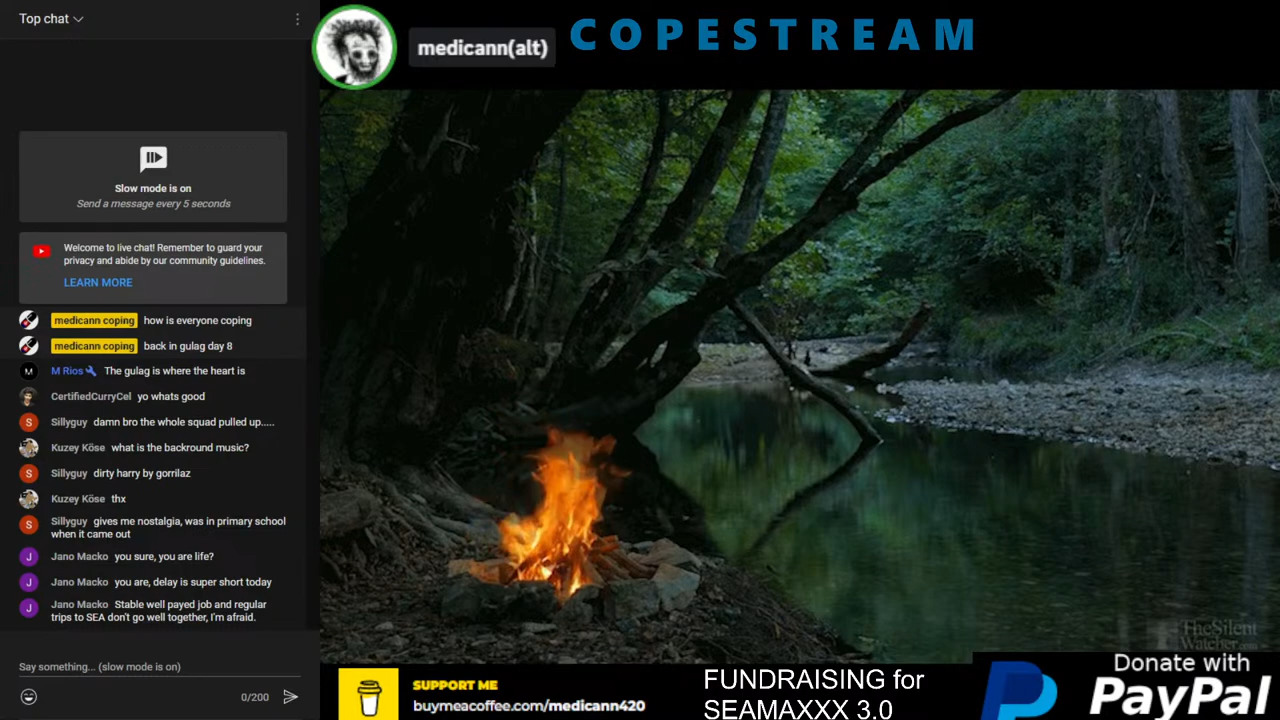 Top chat
medicann(alt)
COPESTREAM
Slow mode is on
Send a message every 5 seconds
Welcome to live chat! Remember to guard your
privacy and abide by our community guidelines.
LEARN MORE
medicann coping how is everyone coping
medicann coping back in gulag day 8
M
M Rios The gulag is where the heart is
CertifiedCurryCel yo whats good
S
Sillyguy damn bro the whole squad pulled up.....
Kuzey Köse what is the backround music?
S
Sillyguy dirty harry by gorrilaz
Kuzey Köse thx
S
Sillyguy gives me nostalgia, was in primary school
when it came out
J
Jano Macko you sure, you are life?
J
Jano Macko you are, delay is super short today
J
Jano Macko Stable well payed job and regular
trips to SEA don't go well together, I'm afraid.
Say something... (slow mode is on)
0/200
TheSilent
Watcher.com
SUPPORT ME
buymeacoffee.com/medicann420
FUNDRAISING for
SEAMAXXX 3.0
Donate with
PayPal